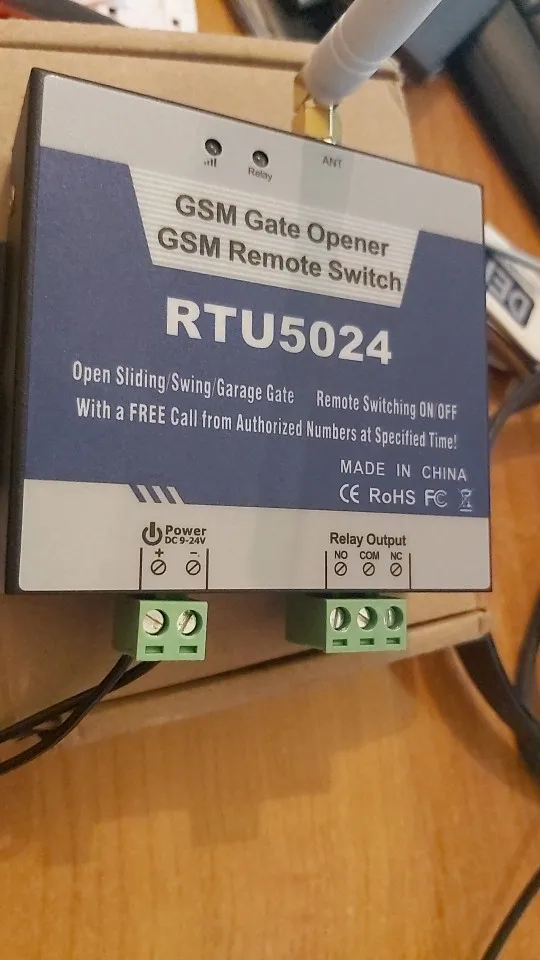 ANT
Relay
GSM Gate Opener
GSM Remote Switch
RTU5024
Open Sliding/Swing/Garage Gate Remote Switching ON/OFF
With a FREE Call from Authorized Numbers at Specified Time!
MADE IN CHINA
CE RoHS FC
Power
DC 9-24V
+ -
Relay Output
NO COM NC